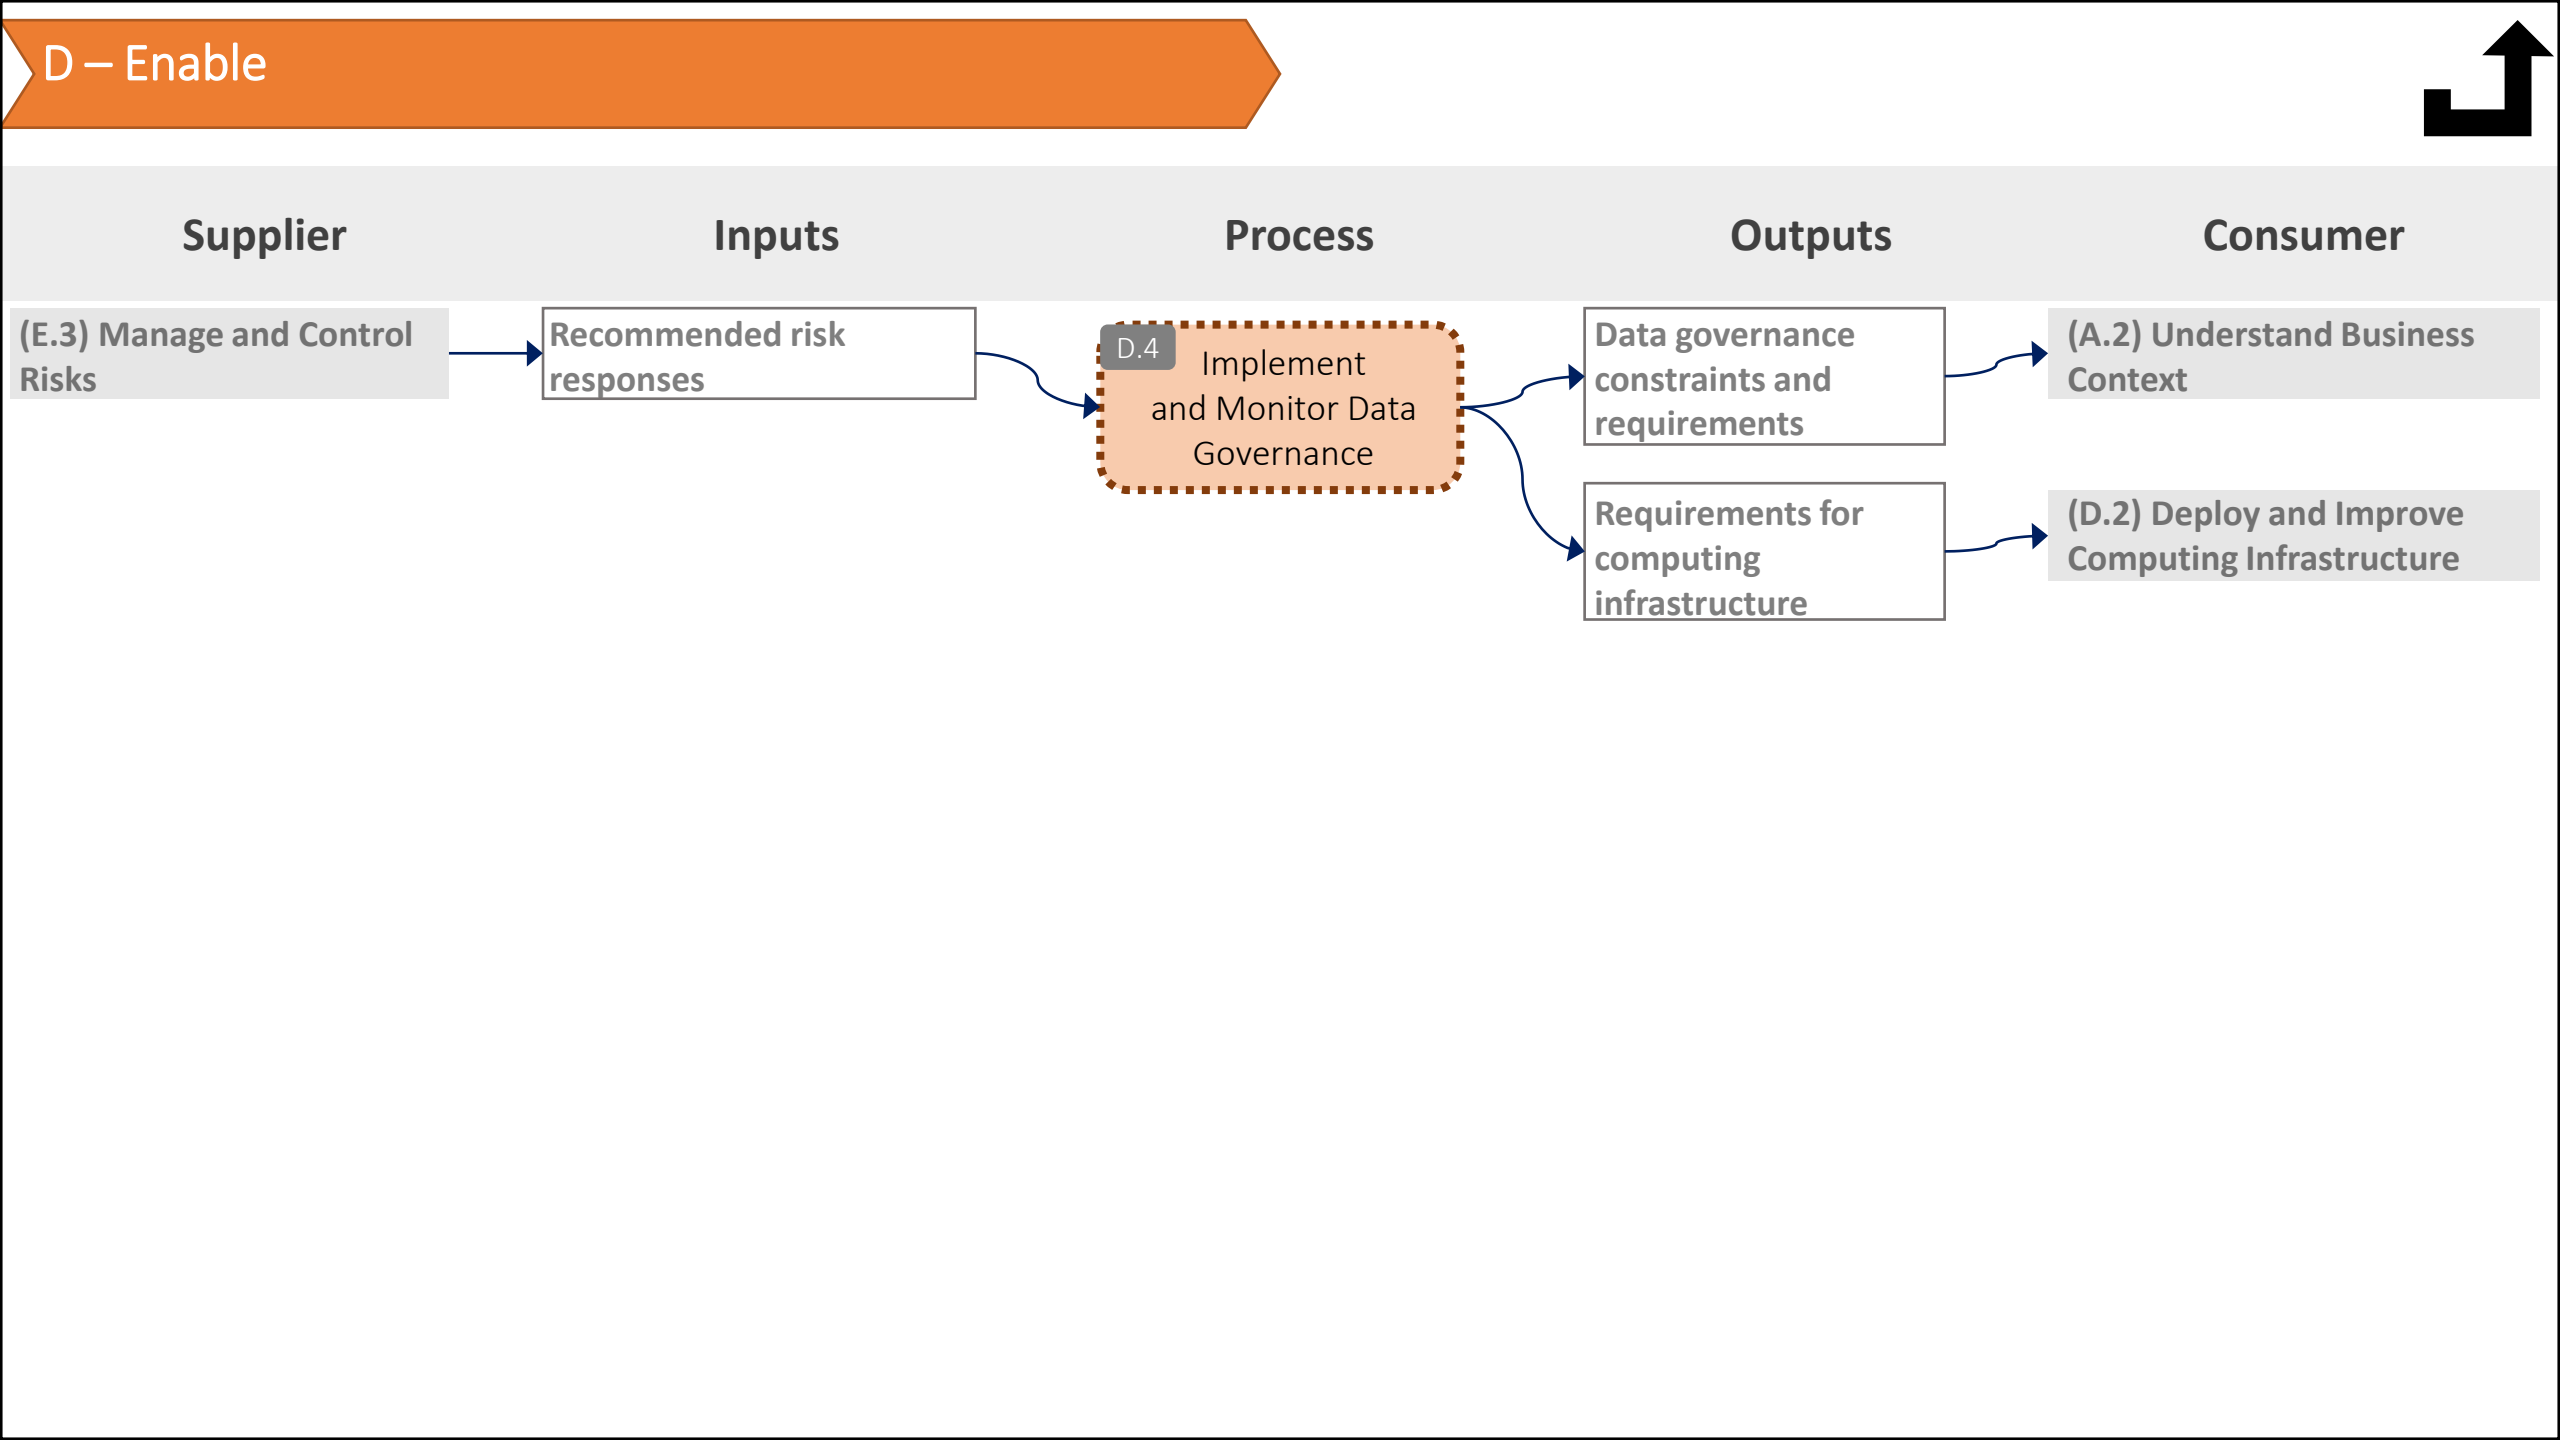 D – Enable
Supplier
Inputs
Process
Outputs
Consumer
(E.3) Manage and Control
Risks
Recommended risk
responses
D.4
Implement
and Monitor Data
Governance
Data governance
constraints and
requirements
(A.2) Understand Business
Context
Requirements for
computing
infrastructure
(D.2) Deploy and Improve
Computing Infrastructure